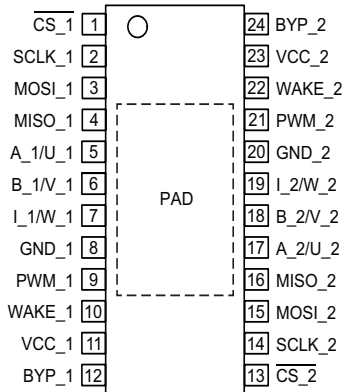 CS_1 1
SCLK_1 2
MOSI_1 3
MISO_1 4
A_1/U_1 5
B_1/V_1 6
I_1/W_1 7
GND_1 8
PWM_1 9
WAKE_1 10
VCC_1 11
BYP_1 12
PAD
24 BYP_2
23 VCC_2
22 WAKE_2
21 PWM_2
20 GND_2
19 I_2/W_2
18 B_2/V_2
17 A_2/U_2
16 MISO_2
15 MOSI_2
14 SCLK_2
13 CS_2